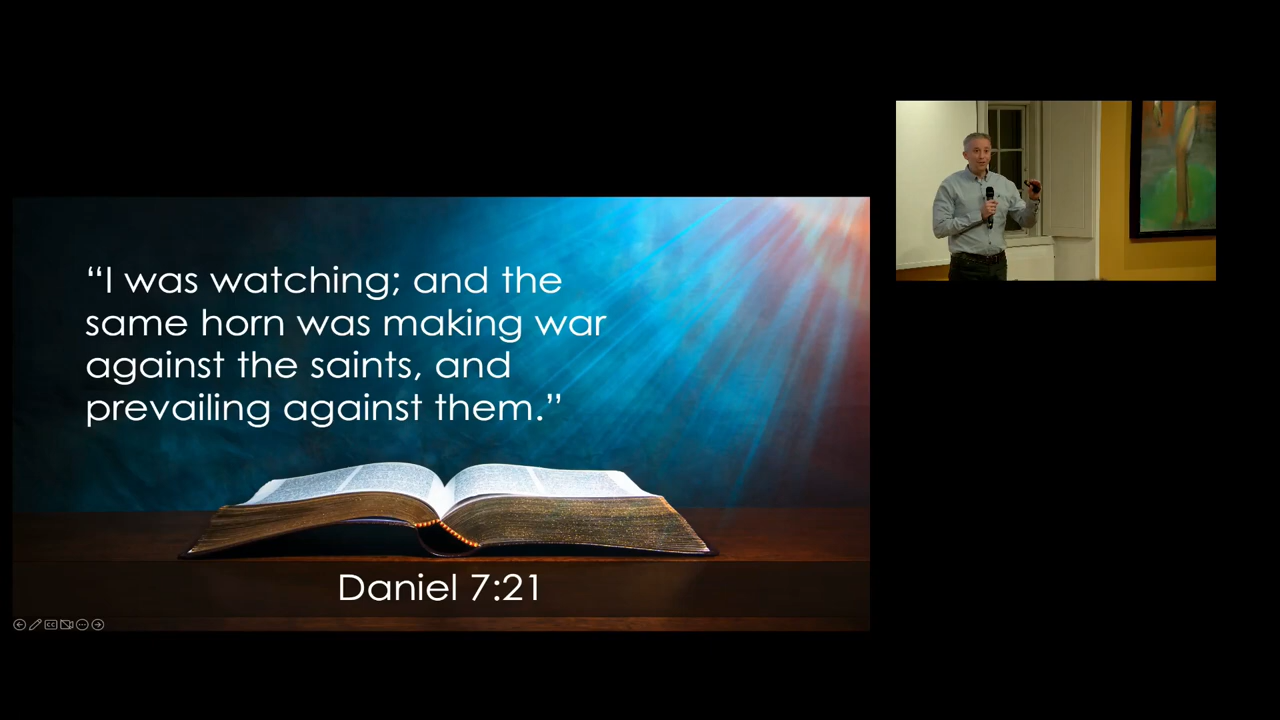 “I was watching; and the
same horn was making war
against the saints, and
prevailing against them.”
Daniel 7:21